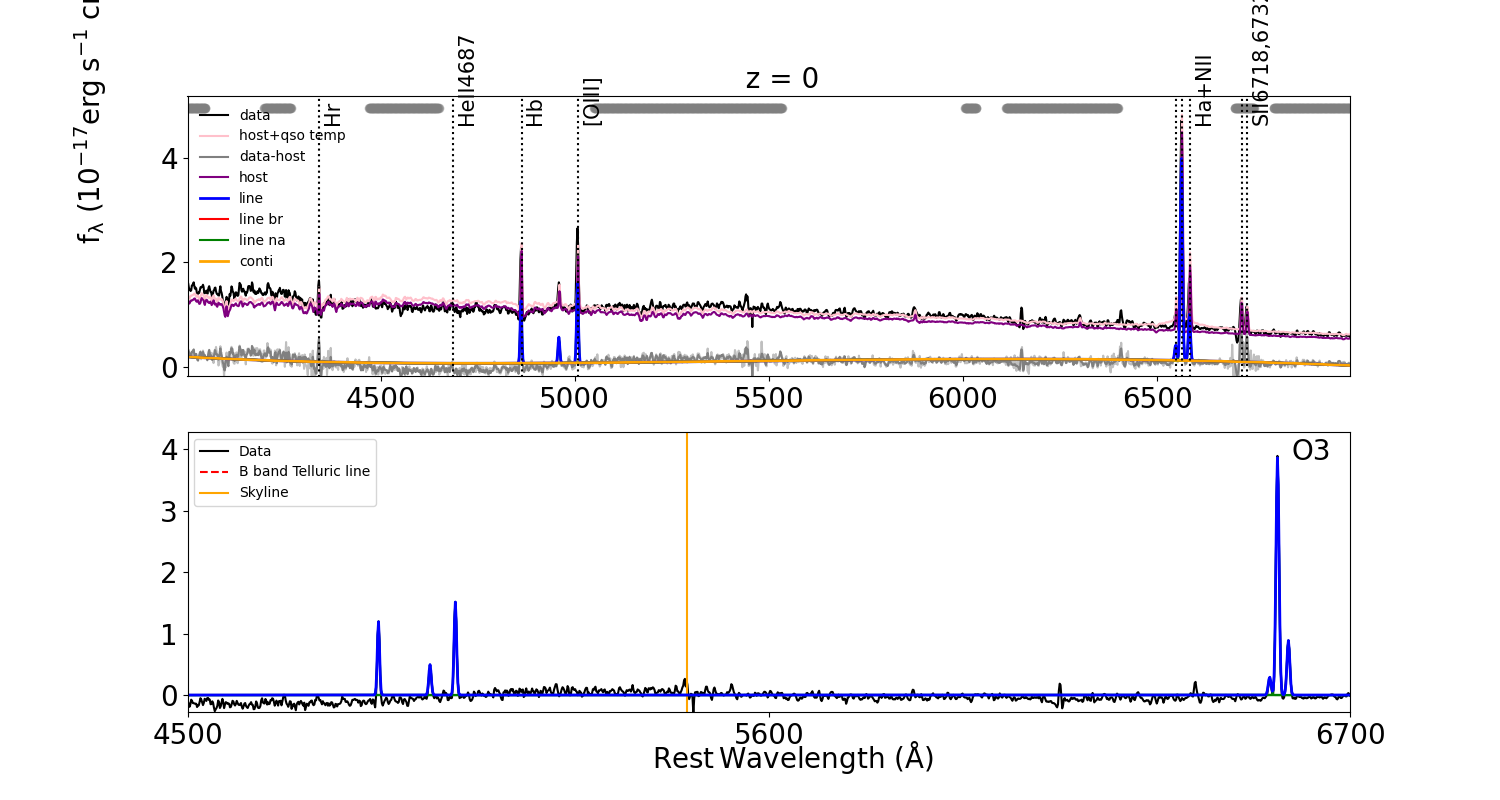 z = 0
f_λ (10^−17 erg s^−1
Hr
HeII4687
Hb
[OIII]
Ha+NII
SII6718,6732
data
host+qso temp
data-host
host
line
line br
line na
conti
4
2
0
4500
5000
5500
6000
6500
Data
B band Telluric line
Skyline
O3
4
3
2
1
0
4500
5600
6700
Rest Wavelength (Å)